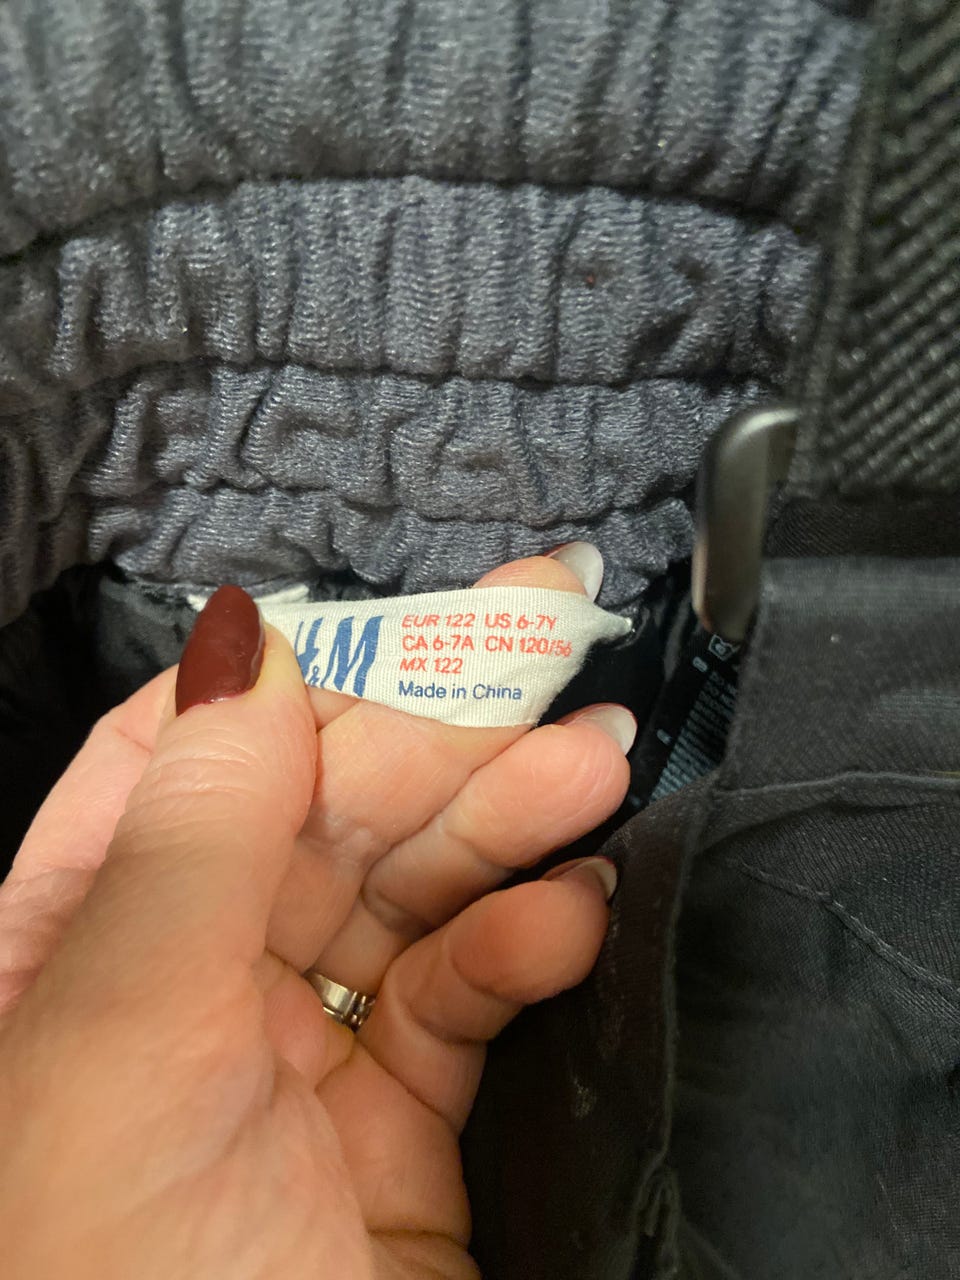 H&M
EUR 122 US 6-7Y
CA 6-7A CN 120/56
MX 122
Made in China